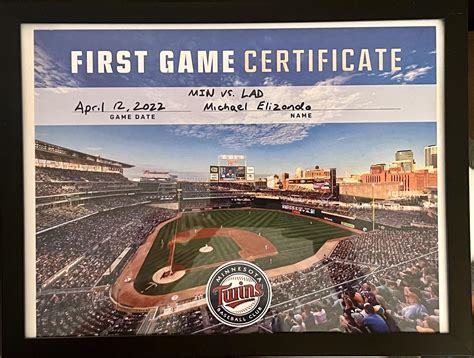 FIRST GAME CERTIFICATE
MIN VS. LAD
April 12, 2022 Michael Elizondo
GAME DATE NAME
MINNESOTA
Twins
BASEBALL CLUB